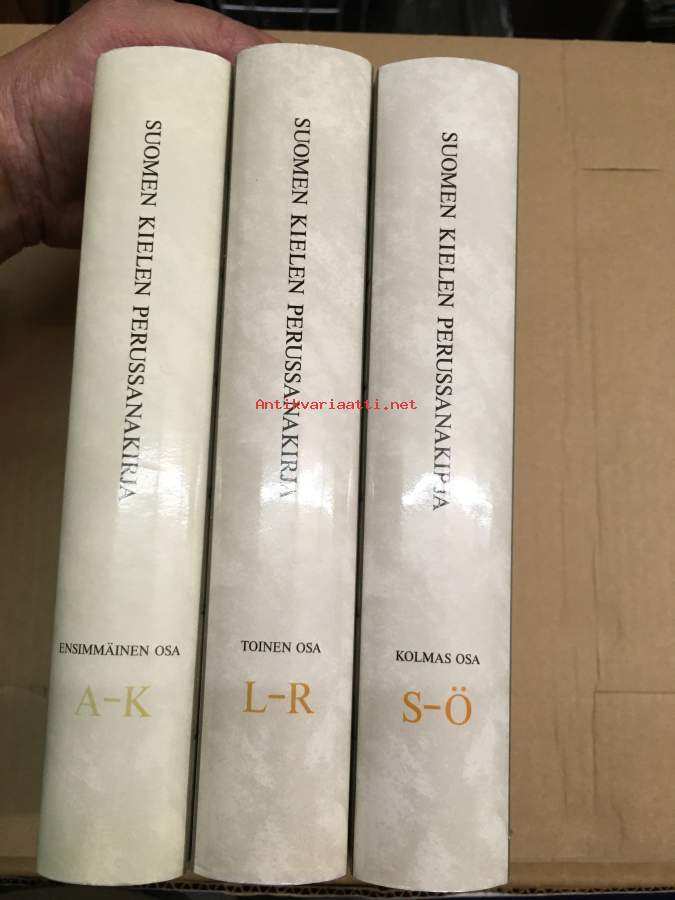 SUOMEN KIELEN PERUSSANAKIRJA
ENSIMMÄINEN OSA
A-K
SUOMEN KIELEN PERUSSANAKIRJA
TOINEN OSA
L-R
SUOMEN KIELEN PERUSSANAKIRJA
KOLMAS OSA
S-Ö
Antikvariaatti.net